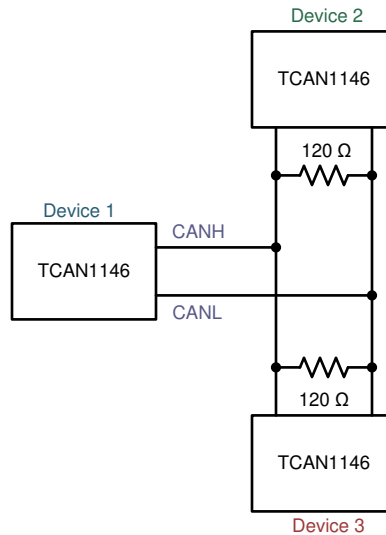 Device 2
TCAN1146
120 Ω
Device 1
CANH
TCAN1146
CANL
120 Ω
TCAN1146
Device 3